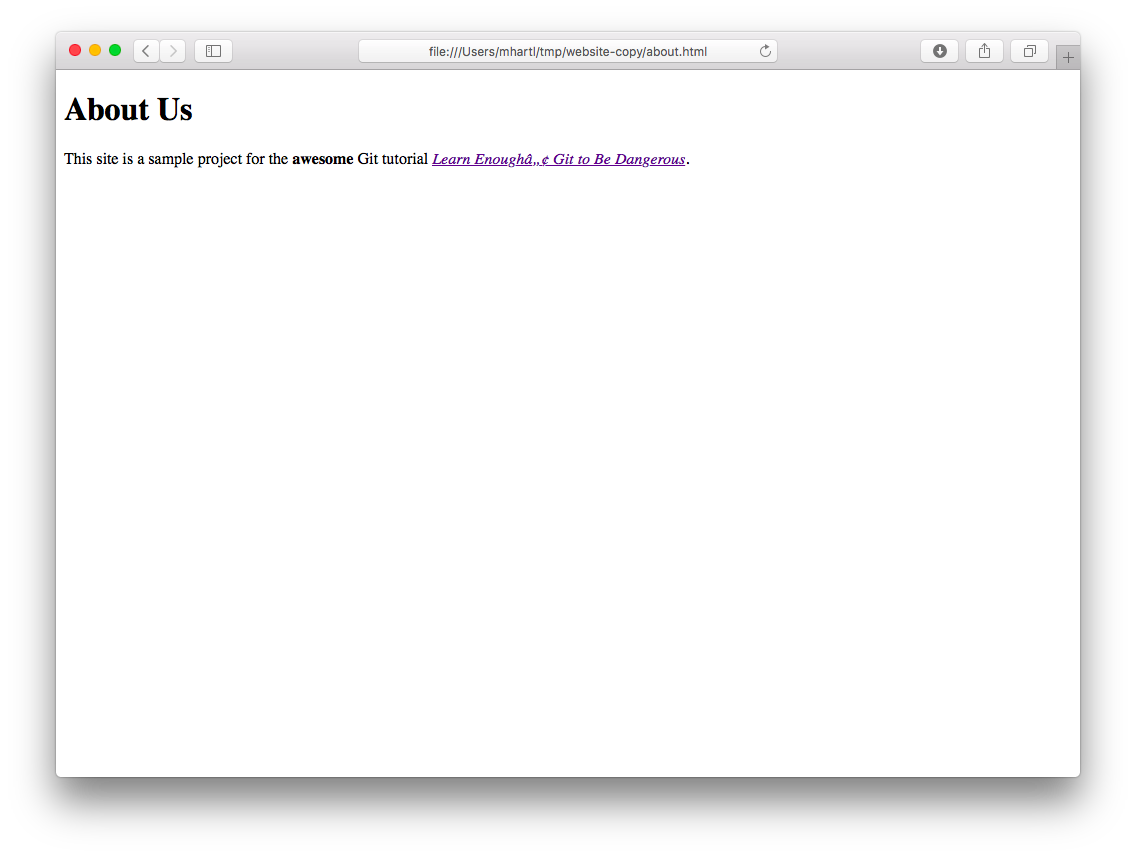 file:///Users/mhartl/tmp/website-copy/about.html
About Us
This site is a sample project for the awesome Git tutorial Learn Enoughâ„¢ Git to Be Dangerous.